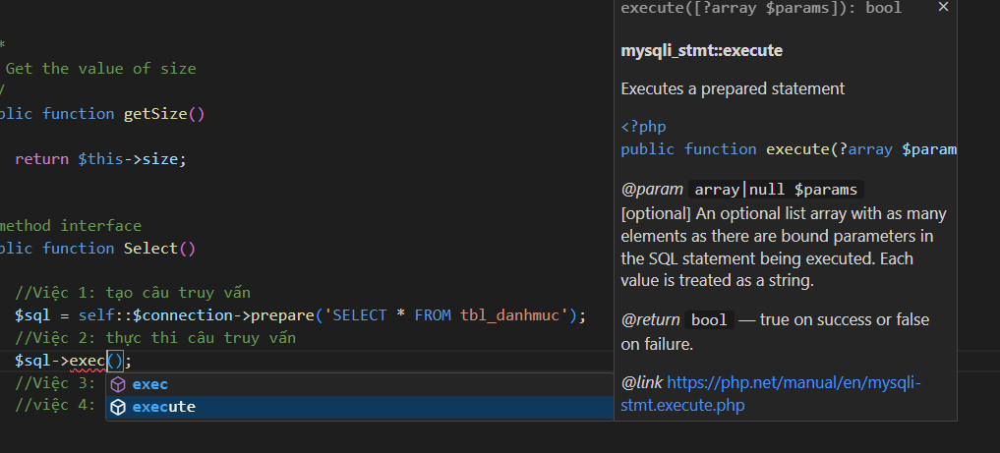 *
Get the value of size
/
blic function getSize()
return $this->size;
method interface
blic function Select()
//Việc 1: tạo câu truy vấn
$sql = self::$connection->prepare('SELECT * FROM tbl_danhmuc');
//Việc 2: thực thi câu truy vấn
$sql->exec();
//Việc 3:
//việc 4:
exec
execute
execute([?array $params]): bool
mysqli_stmt::execute
Executes a prepared statement
<?php
public function execute(?array $param
@param array|null $params
[optional] An optional list array with as many
elements as there are bound parameters in
the SQL statement being executed. Each
value is treated as a string.
@return bool — true on success or false
on failure.
@link https://php.net/manual/en/mysqli-
stmt.execute.php